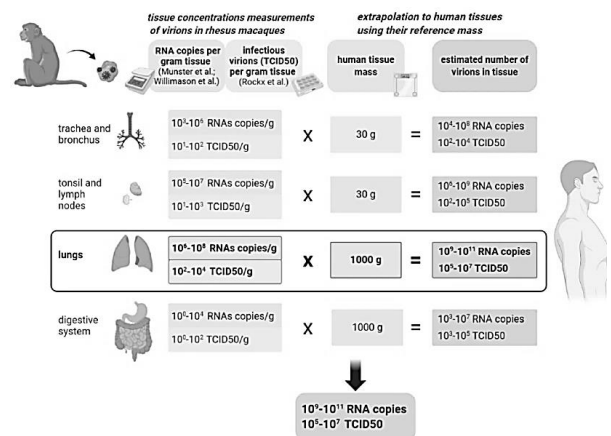 tissue concentrations measurements
of virions in rhesus macaques
extrapolation to human tissues
using their reference mass
RNA copies per
gram tissue
(Munster et al.;
Willimason et al.)
infectious
virions (TCID50)
per gram tissue
(Rockx et al.)
human tissue
mass
estimated number of
virions in tissue
trachea and
bronchus
10³-10⁶ RNAs copies/g
10¹-10² TCID50/g
X
30 g
=
10⁴-10⁸ RNA copies
10²-10⁴ TCID50
tonsil and
lymph
nodes
10⁵-10⁷ RNAs copies/g
10¹-10³ TCID50/g
X
30 g
=
10⁶-10⁹ RNA copies
10²-10⁵ TCID50
lungs
10⁶-10⁸ RNAs copies/g
10²-10⁴ TCID50/g
X
1000 g
=
10⁹-10¹¹ RNA copies
10⁵-10⁷ TCID50
digestive
system
10⁰-10⁴ RNAs copies/g
10⁰-10² TCID50/g
X
1000 g
=
10³-10⁷ RNA copies
10³-10⁵ TCID50
10⁹-10¹¹ RNA copies
10⁵-10⁷ TCID50